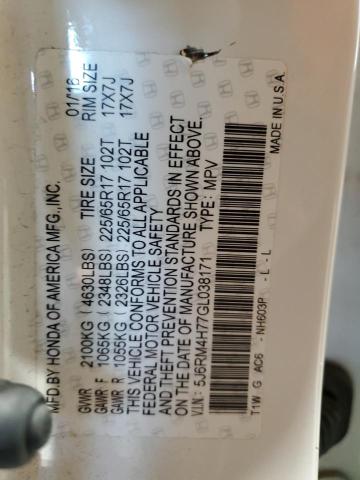 MFD.BY HONDA OF AMERICA MFG.,INC. 01/16
TIRE SIZE RIM SIZE
GVWR 2100KG ( 4630LBS)
GAWR F 1065KG ( 2348LBS) 225/65R17 102T 17X7J
GAWR R 1055KG ( 2326LBS) 225/65R17 102T 17X7J
THIS VEHICLE CONFORMS TO ALL APPLICABLE
FEDERAL MOTOR VEHICLE SAFETY
AND THEFT PREVENTION STANDARDS IN EFFECT
ON THE DATE OF MANUFACTURE SHOWN ABOVE.
V.I.N.: 5J6RM4H77GL038171 TYPE: MPV
T1W G AC6 - NH603P - L - L MADE IN U.S.A.